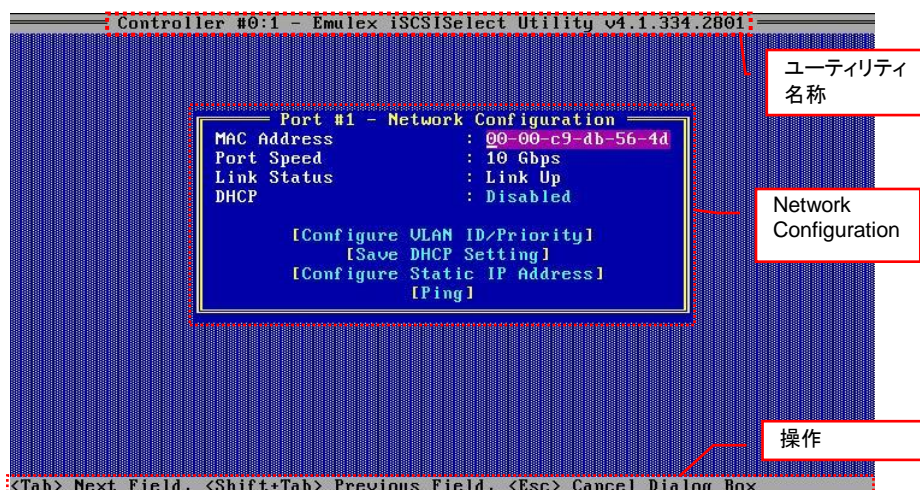 Controller #0:1 - Emulex iSCSISelect Utility v4.1.334.2801
ユーティリティ
名称
Port #1 - Network Configuration
MAC Address : 00-00-c9-db-56-4d
Port Speed : 10 Gbps
Link Status : Link Up
DHCP : Disabled
[Configure VLAN ID/Priority]
[Save DHCP Setting]
[Configure Static IP Address]
[Ping]
Network
Configuration
操作
<Tab> Next Field, <Shift+Tab> Previous Field, <Esc> Cancel Dialog Box